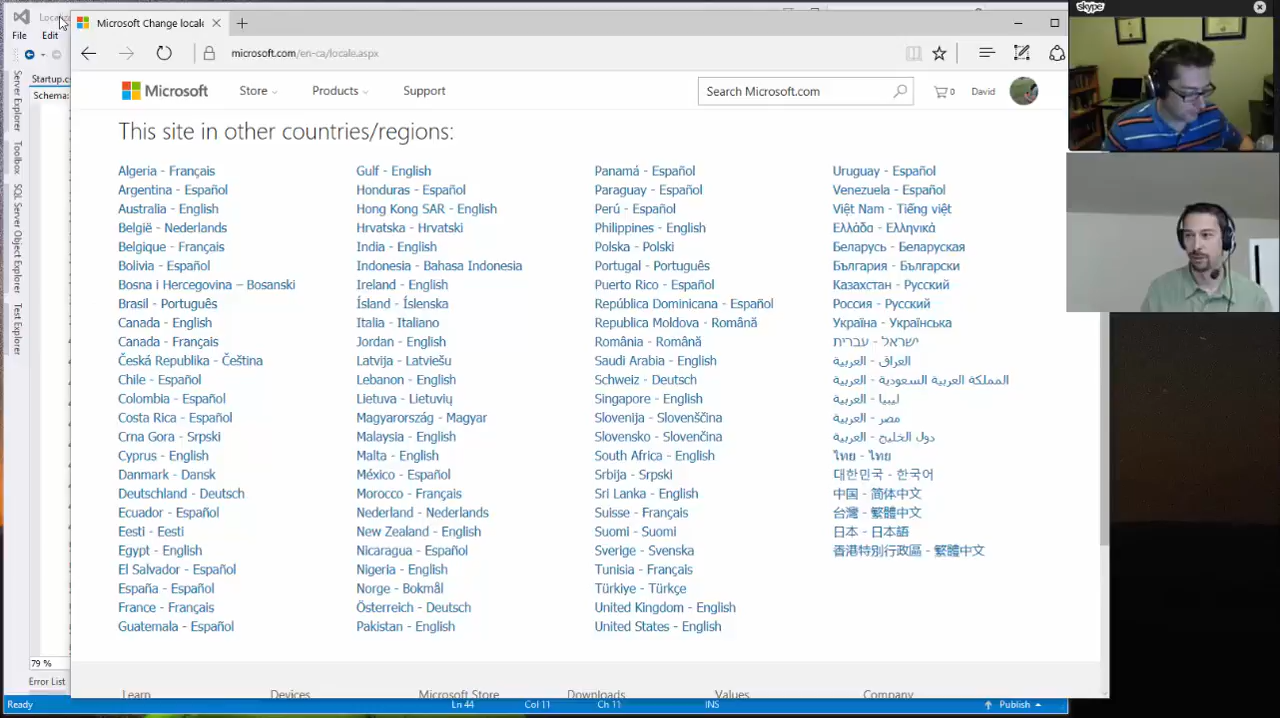 Microsoft Change locale
skype
File Edit
microsoft.com/en-ca/locale.aspx
Startup.c
Schema:
Server Explorer
Toolbox
SQL Server Object Explorer
Test Explorer
Microsoft Store Products Support Search Microsoft.com 0 David
This site in other countries/regions:
Algeria - Français
Argentina - Español
Australia - English
België - Nederlands
Belgique - Français
Bolivia - Español
Bosna i Hercegovina – Bosanski
Brasil - Português
Canada - English
Canada - Français
Česká Republika - Čeština
Chile - Español
Colombia - Español
Costa Rica - Español
Crna Gora - Srpski
Cyprus - English
Danmark - Dansk
Deutschland - Deutsch
Ecuador - Español
Eesti - Eesti
Egypt - English
El Salvador - Español
España - Español
France - Français
Guatemala - Español
Gulf - English
Honduras - Español
Hong Kong SAR - English
Hrvatska - Hrvatski
India - English
Indonesia - Bahasa Indonesia
Ireland - English
Ísland - Íslenska
Italia - Italiano
Jordan - English
Latvija - Latviešu
Lebanon - English
Lietuva - Lietuvių
Magyarország - Magyar
Malaysia - English
Malta - English
México - Español
Morocco - Français
Nederland - Nederlands
New Zealand - English
Nicaragua - Español
Nigeria - English
Norge - Bokmål
Österreich - Deutsch
Pakistan - English
Panamá - Español
Paraguay - Español
Perú - Español
Philippines - English
Polska - Polski
Portugal - Português
Puerto Rico - Español
República Dominicana - Español
Republica Moldova - Română
România - Română
Saudi Arabia - English
Schweiz - Deutsch
Singapore - English
Slovenija - Slovenščina
Slovensko - Slovenčina
South Africa - English
Srbija - Srpski
Sri Lanka - English
Suisse - Français
Suomi - Suomi
Sverige - Svenska
Tunisia - Français
Türkiye - Türkçe
United Kingdom - English
United States - English
Uruguay - Español
Venezuela - Español
Việt Nam - Tiếng việt
Ελλάδα - Ελληνικά
Беларусь - Беларуская
България - Български
Казахстан - Русский
Россия - Русский
Україна - Українська
ישראל - עברית
العراق - العربية
المملكة العربية السعودية - العربية
ليبيا - العربية
مصر - العربية
دول الخليج - العربية
ไทย - ไทย
대한민국 - 한국어
中国 - 简体中文
台灣 - 繁體中文
日本 - 日本語
香港特別行政區 - 繁體中文
79 %
Error List
Learn Devices Microsoft Store Downloads Values Company
Ready Ln 44 Col 11 Ch 11 INS Publish